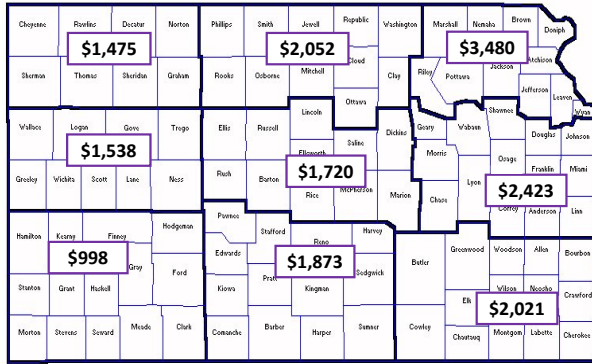 Cheyenne Rawlins Decatur Norton Phillips Smith Jewell Republic Washington Marshall Nemaha Brown Doniph
$1,475 $2,052 $3,480
Cloud Atchison
Sherman Thomas Sheridan Graham Rooks Osborne Mitchell Clay Riley Pottawa Jackson
Jefferson Leaven
Ottawa Wyan
Wallace Logan Gove Trego Ellis Russell Lincoln Dickins Geary Wabaun Shawnee Douglas Johnson
Saline
$1,538 Ellsworth Morris Osage
Greeley Wichita Scott Lane Ness Rush Barton $1,720 Lyon Franklin Miami
Rice McPherson Marion Chase $2,423
Coffey Anderson Linn
Hamilton Kearny Finney Hodgeman Pawnee Stafford Reno Harvey
$998 Edwards $1,873 Butler Greenwood Woodson Allen Bourbon
Gray Ford Pratt Sedgwick
Stanton Grant Haskell Kiowa Kingman Elk Wilson Neosho Crawford
$2,021
Morton Stevens Seward Meade Clark Comanche Barber Harper Sumner Cowley Chautauq Montgom Labette Cherokee